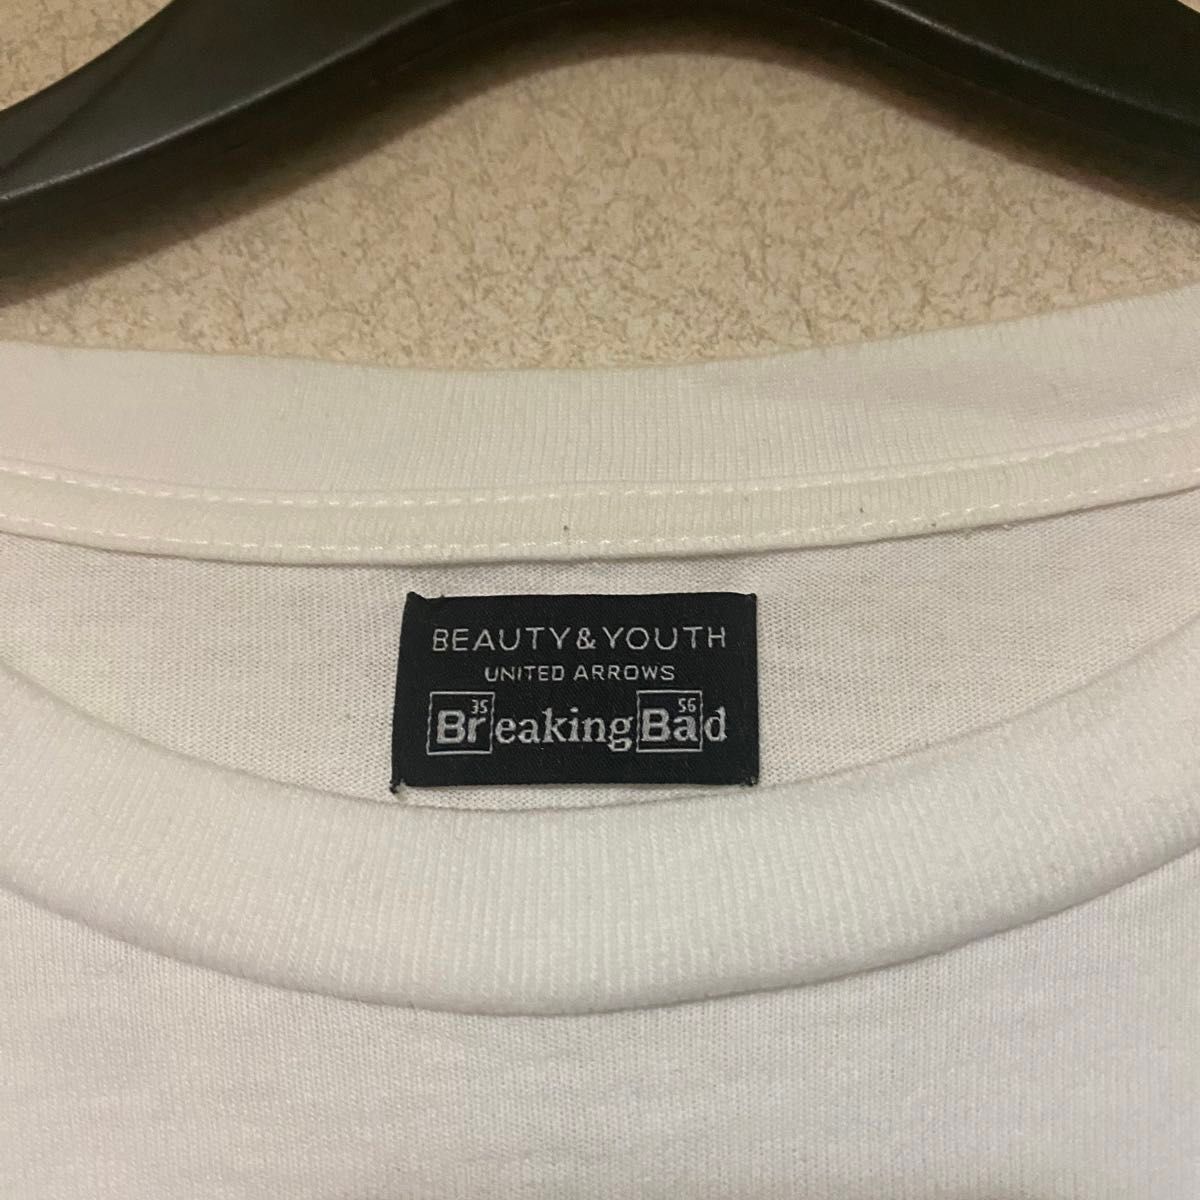 BEAUTY&YOUTH
UNITED ARROWS
35 56
BreakingBad